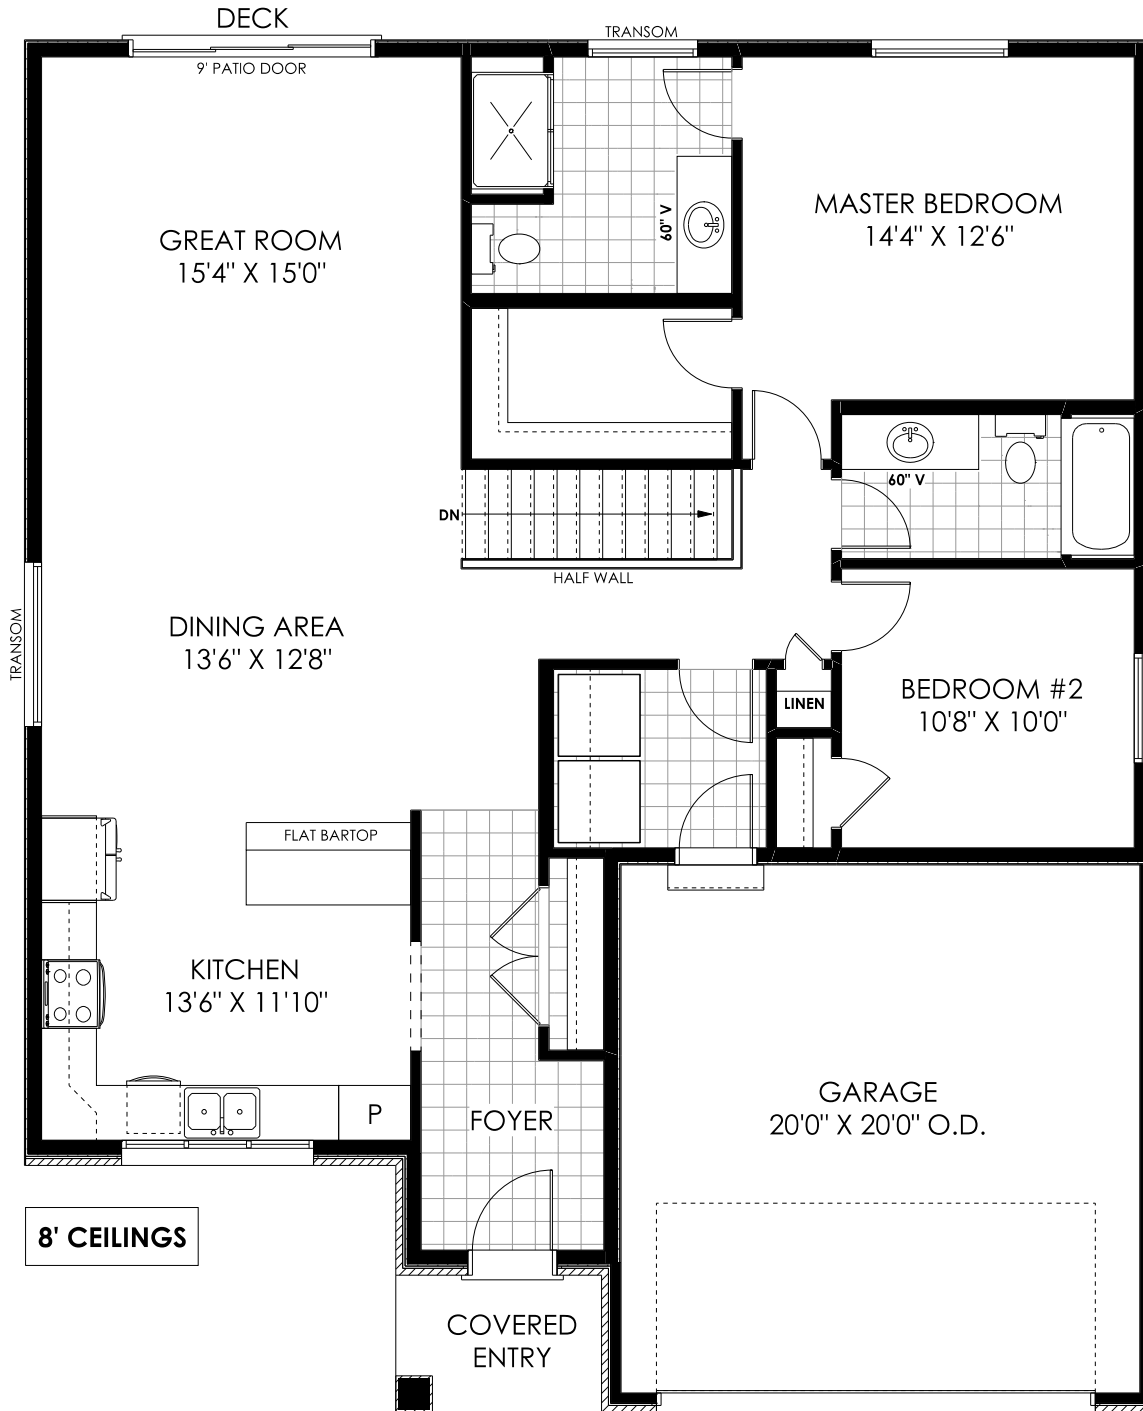 DECK
9' PATIO DOOR
TRANSOM
GREAT ROOM
15'4" X 15'0"
60" V
MASTER BEDROOM
14'4" X 12'6"
60" V
DN
HALF WALL
TRANSOM
DINING AREA
13'6" X 12'8"
LINEN
BEDROOM #2
10'8" X 10'0"
FLAT BARTOP
KITCHEN
13'6" X 11'10"
P
FOYER
GARAGE
20'0" X 20'0" O.D.
8' CEILINGS
COVERED
ENTRY